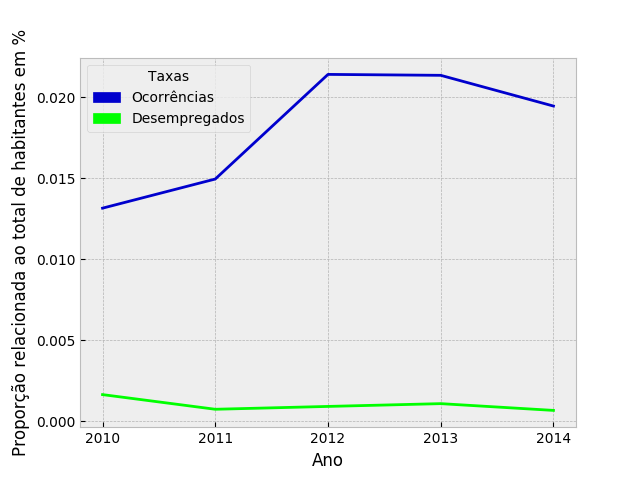 Proporção relacionada ao total de habitantes em %
Taxas
Ocorrências
Desempregados
0.020
0.015
0.010
0.005
0.000
2010 2011 2012 2013 2014
Ano